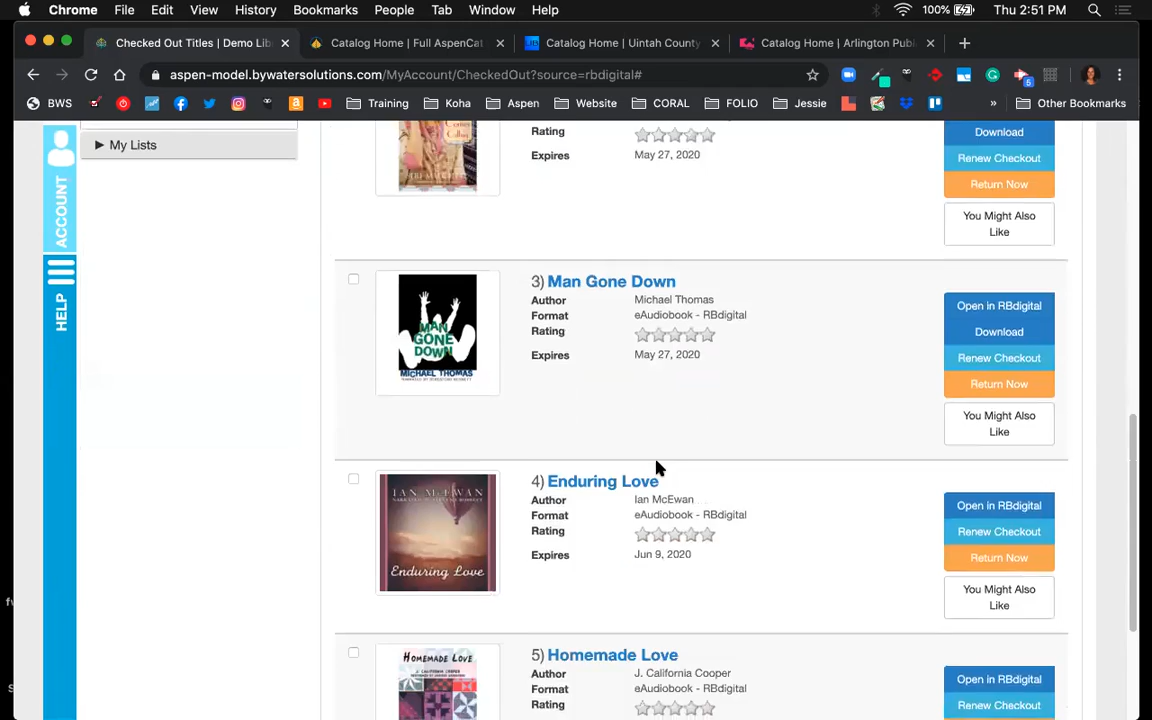 Chrome File Edit View History Bookmarks People Tab Window Help 100% Thu 2:51 PM
Checked Out Titles | Demo Lib Catalog Home | Full AspenCat Catalog Home | Uintah County Catalog Home | Arlington Publ
aspen-model.bywatersolutions.com/MyAccount/CheckedOut?source=rbdigital#
5
BWS Training Koha Aspen Website CORAL FOLIO Jessie » Other Bookmarks
My Lists
ACCOUNT
HELP
Rating
Expires May 27, 2020
Download
Renew Checkout
Return Now
You Might Also
Like
3) Man Gone Down
Author Michael Thomas
Format eAudiobook - RBdigital
Rating
Expires May 27, 2020
MAN
GONE
DOWN
MICHAEL THOMAS
Open in RBdigital
Download
Renew Checkout
Return Now
You Might Also
Like
4) Enduring Love
Author Ian McEwan
Format eAudiobook - RBdigital
Rating
Expires Jun 9, 2020
IAN McEWAN
Enduring Love
Open in RBdigital
Renew Checkout
Return Now
You Might Also
Like
5) Homemade Love
Author J. California Cooper
Format eAudiobook - RBdigital
Rating
HOMEMADE LOVE
J. CALIFORNIA COOPER
Open in RBdigital
Renew Checkout